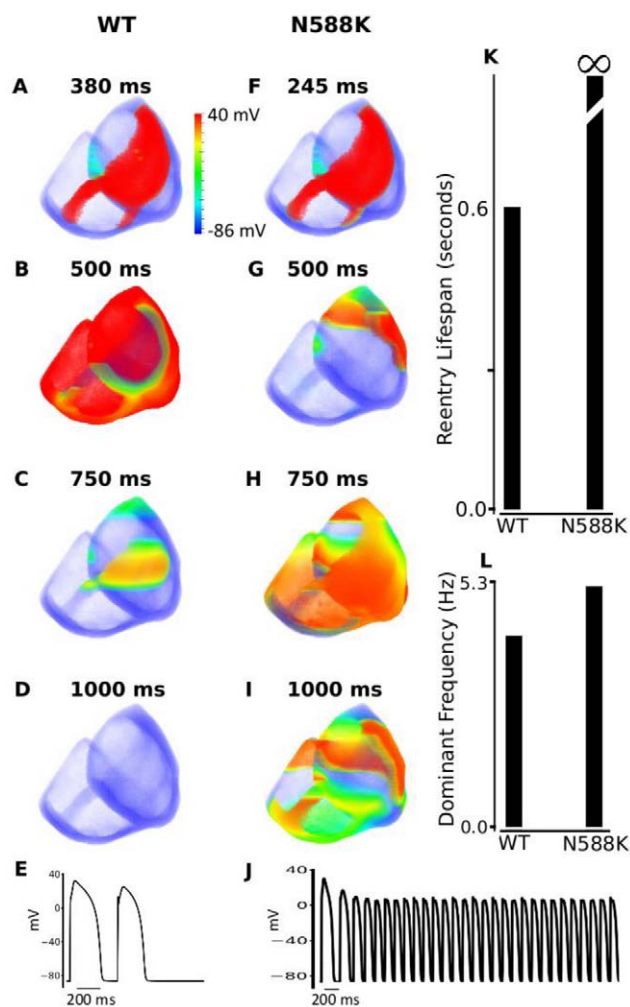 WT
N588K
A 380 ms
40 mV
-86 mV
F 245 ms
B 500 ms
G 500 ms
C 750 ms
H 750 ms
D 1000 ms
I 1000 ms
E
40
0
−40
−80
mV
200 ms
J
40
0
−40
−80
mV
200 ms
K
∞
Reentry Lifespan (seconds)
0.6
0.0
WT N588K
L
5.3
Dominant Frequency (Hz)
0.0
WT N588K